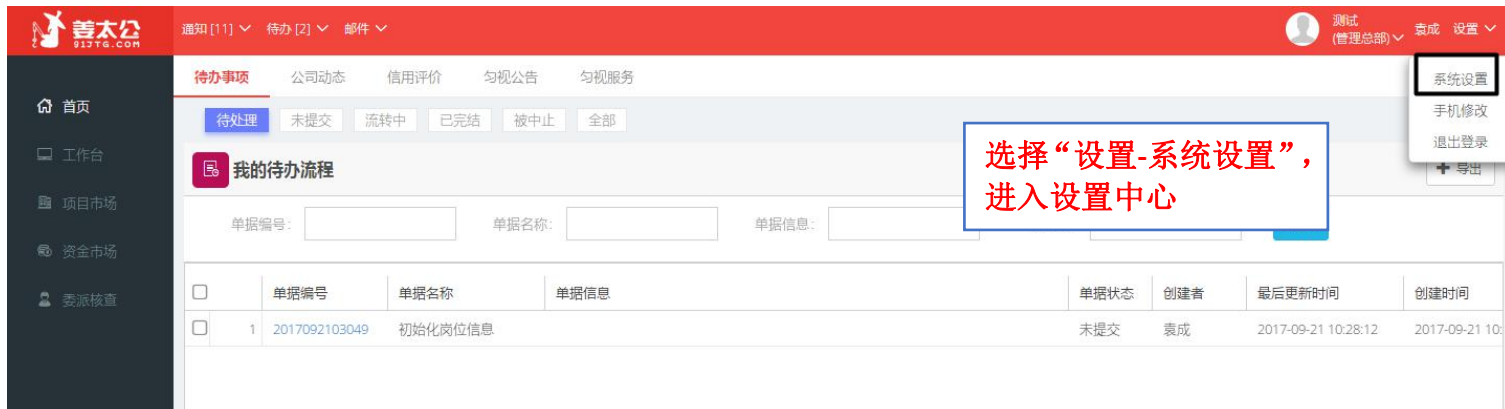 姜太公
91JTG.COM
通知 [11] 待办 [2] 邮件
测试
(管理总部)
袁成 设置
系统设置
手机修改
退出登录
首页
工作台
项目市场
资金市场
委派核查
待办事项 公司动态 信用评价 匀视公告 匀视服务
待处理 未提交 流转中 已完结 被中止 全部
我的待办流程
导出
选择“设置-系统设置”，
进入设置中心
单据编号: 单据名称: 单据信息:
单据编号 单据名称 单据信息 单据状态 创建者 最后更新时间 创建时间
1 2017092103049 初始化岗位信息 未提交 袁成 2017-09-21 10:28:12 2017-09-21 10: